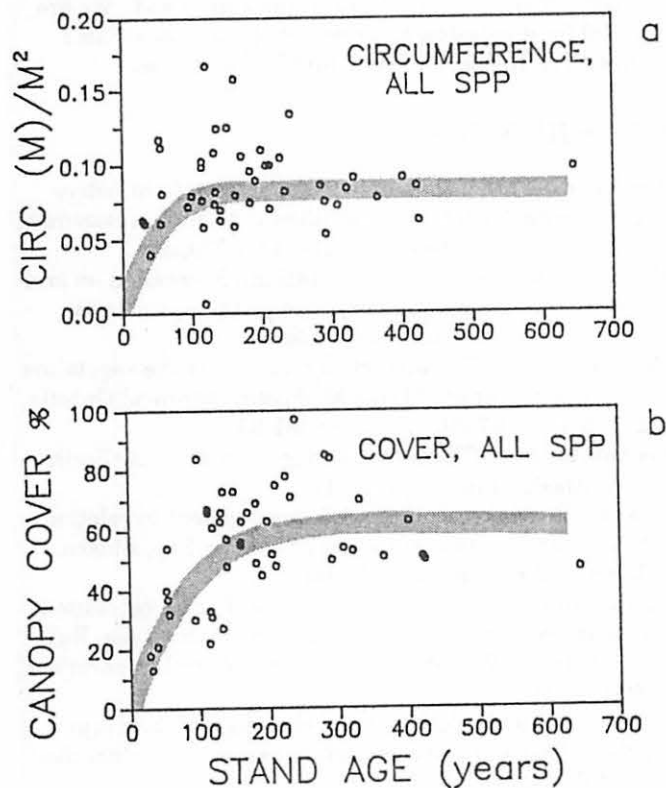 a
CIRCUMFERENCE,
ALL SPP
CIRC (M)/M²
0.20
0.15
0.10
0.05
0.00
0 100 200 300 400 500 600 700
b
COVER, ALL SPP
CANOPY COVER %
100
80
60
40
20
0
0 100 200 300 400 500 600 700
STAND AGE (years)